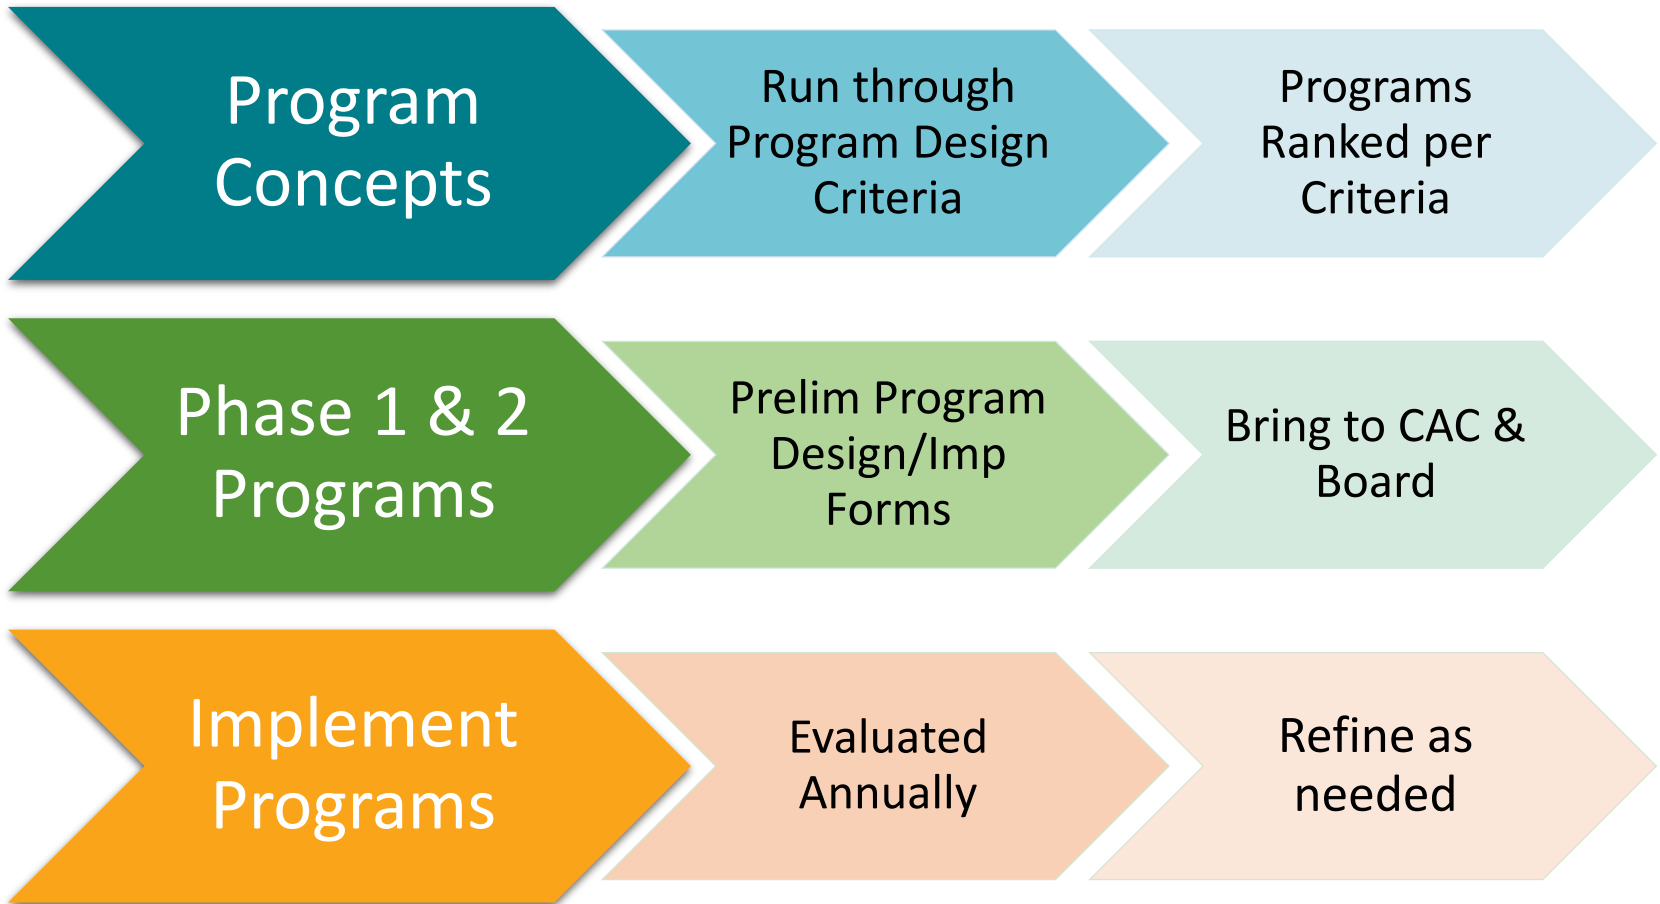 Program
Concepts
Run through
Program Design
Criteria
Programs
Ranked per
Criteria
Phase 1 & 2
Programs
Prelim Program
Design/Imp
Forms
Bring to CAC &
Board
Implement
Programs
Evaluated
Annually
Refine as
needed